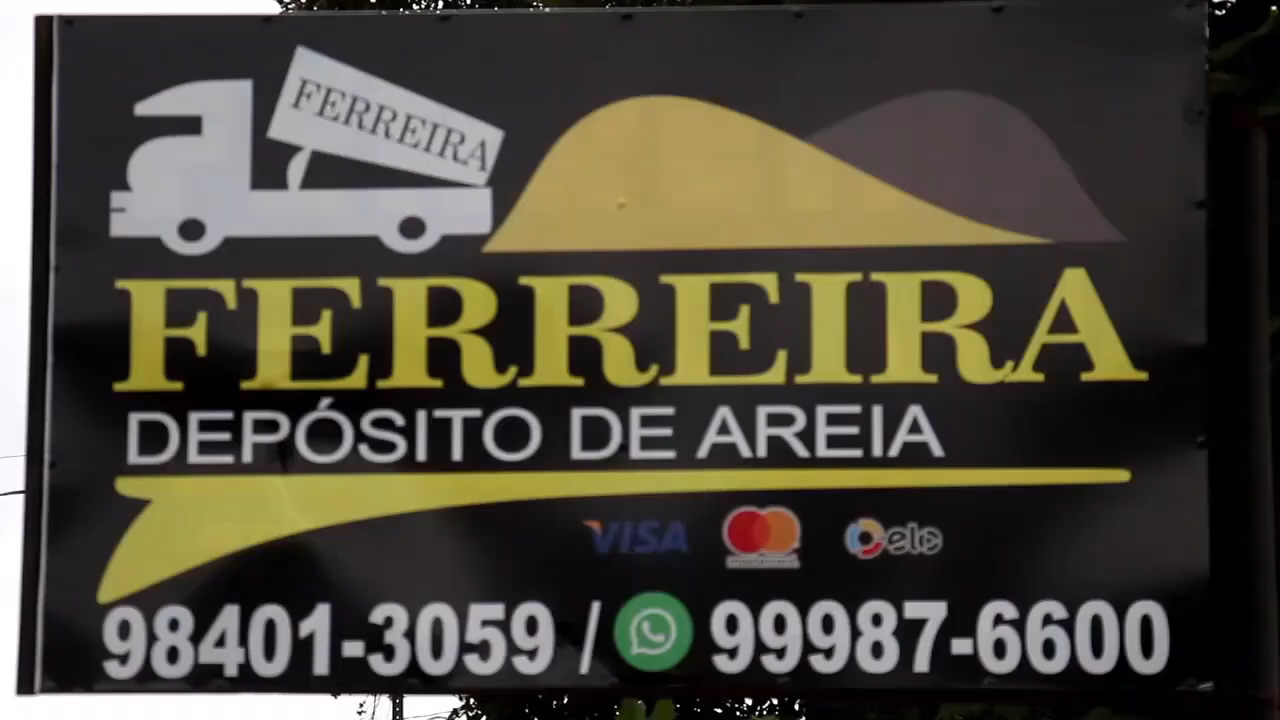 FERREIRA
FERREIRA
DEPÓSITO DE AREIA
VISA elo
98401-3059 / 99987-6600